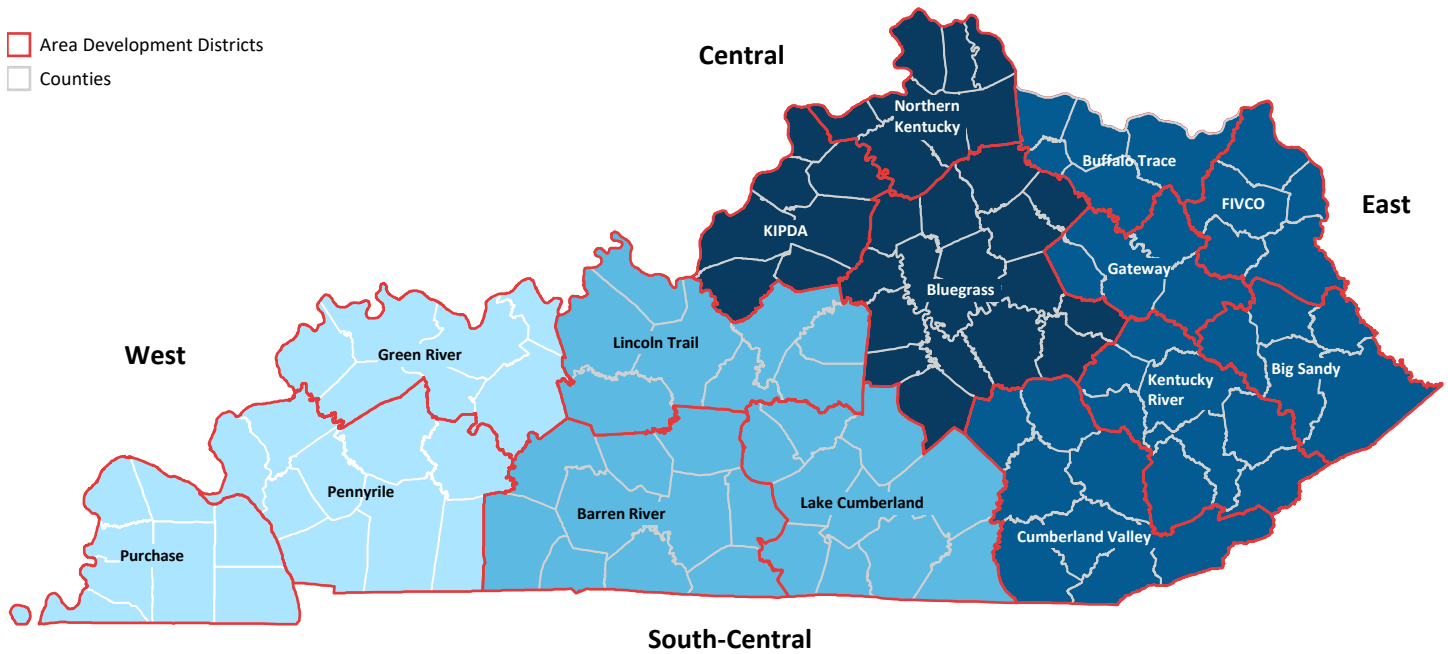 Area Development Districts
Counties
Central
Northern
Kentucky
Buffalo Trace
FIVCO
East
KIPDA
Gateway
Bluegrass
West
Green River
Lincoln Trail
Kentucky
River
Big Sandy
Pennyrile
Barren River
Lake Cumberland
Cumberland Valley
Purchase
South-Central